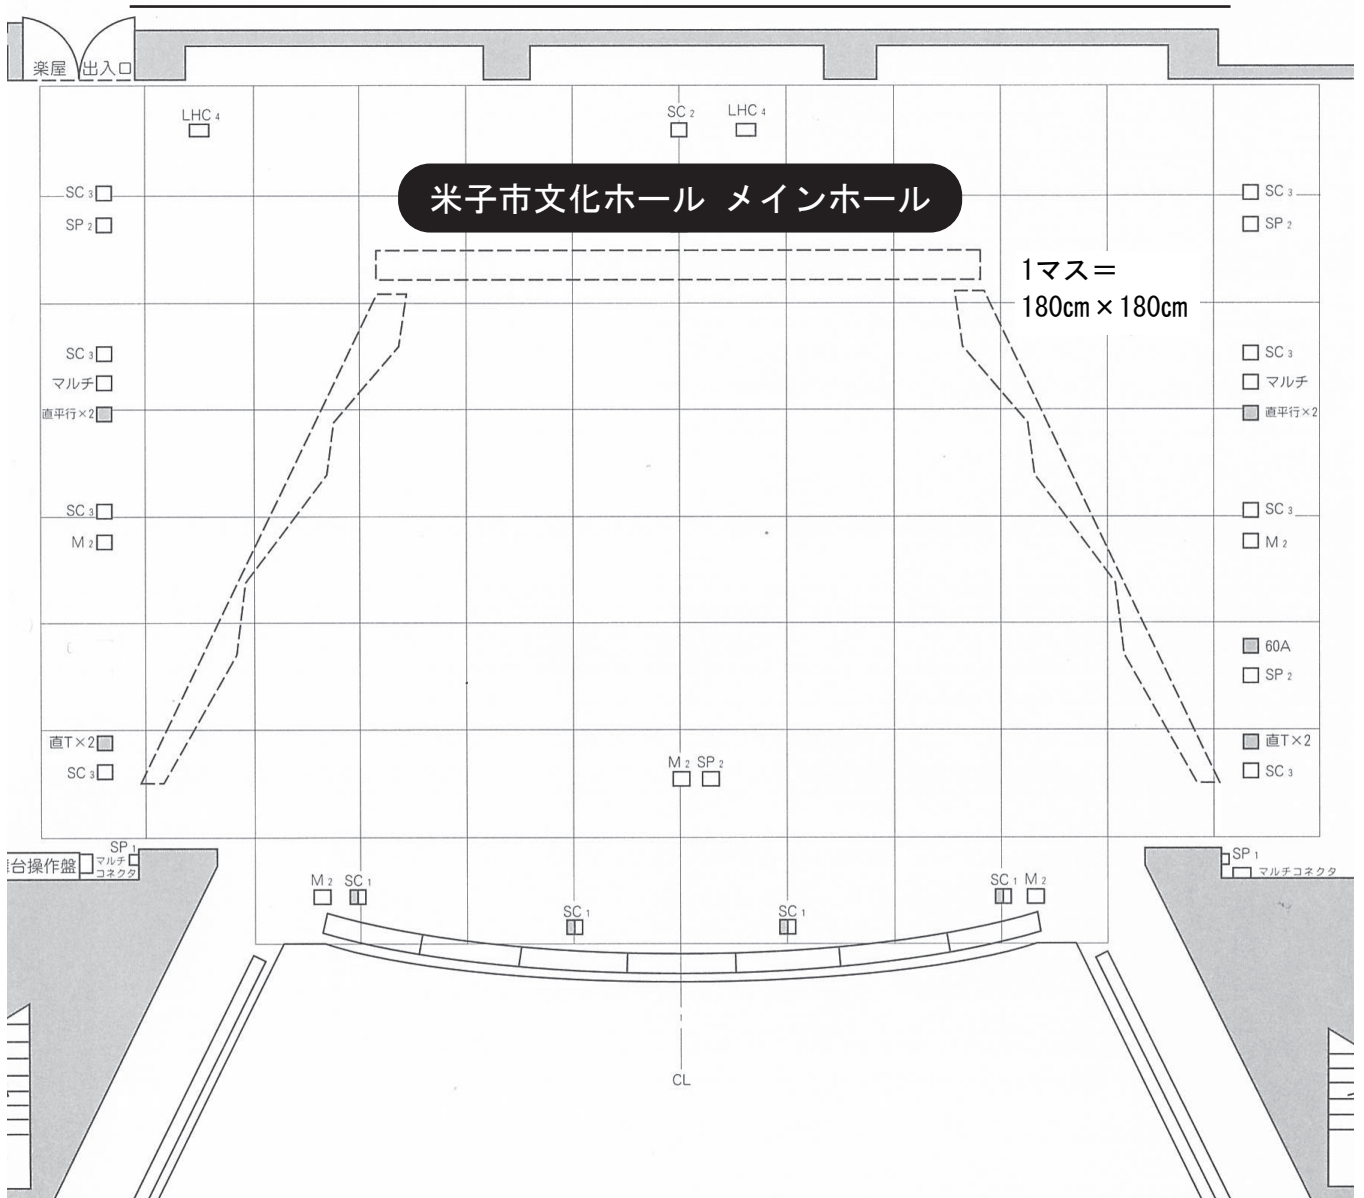 楽屋 出入口
LHC 4
SC 2
LHC 4
米子市文化ホール メインホール
SC 3
SP 2
SC 3
SP 2
1マス＝
180㎝×180㎝
SC 3
マルチ
直平行×2
SC 3
マルチ
直平行×2
SC 3
M 2
SC 3
M 2
60A
SP 2
直T×2
SC 3
M 2 SP 2
直T×2
SC 3
台操作盤
SP 1
マルチ
コネクタ
M 2 SC 1
SC 1
SC 1
SC 1 M 2
SP 1
マルチコネクタ
CL